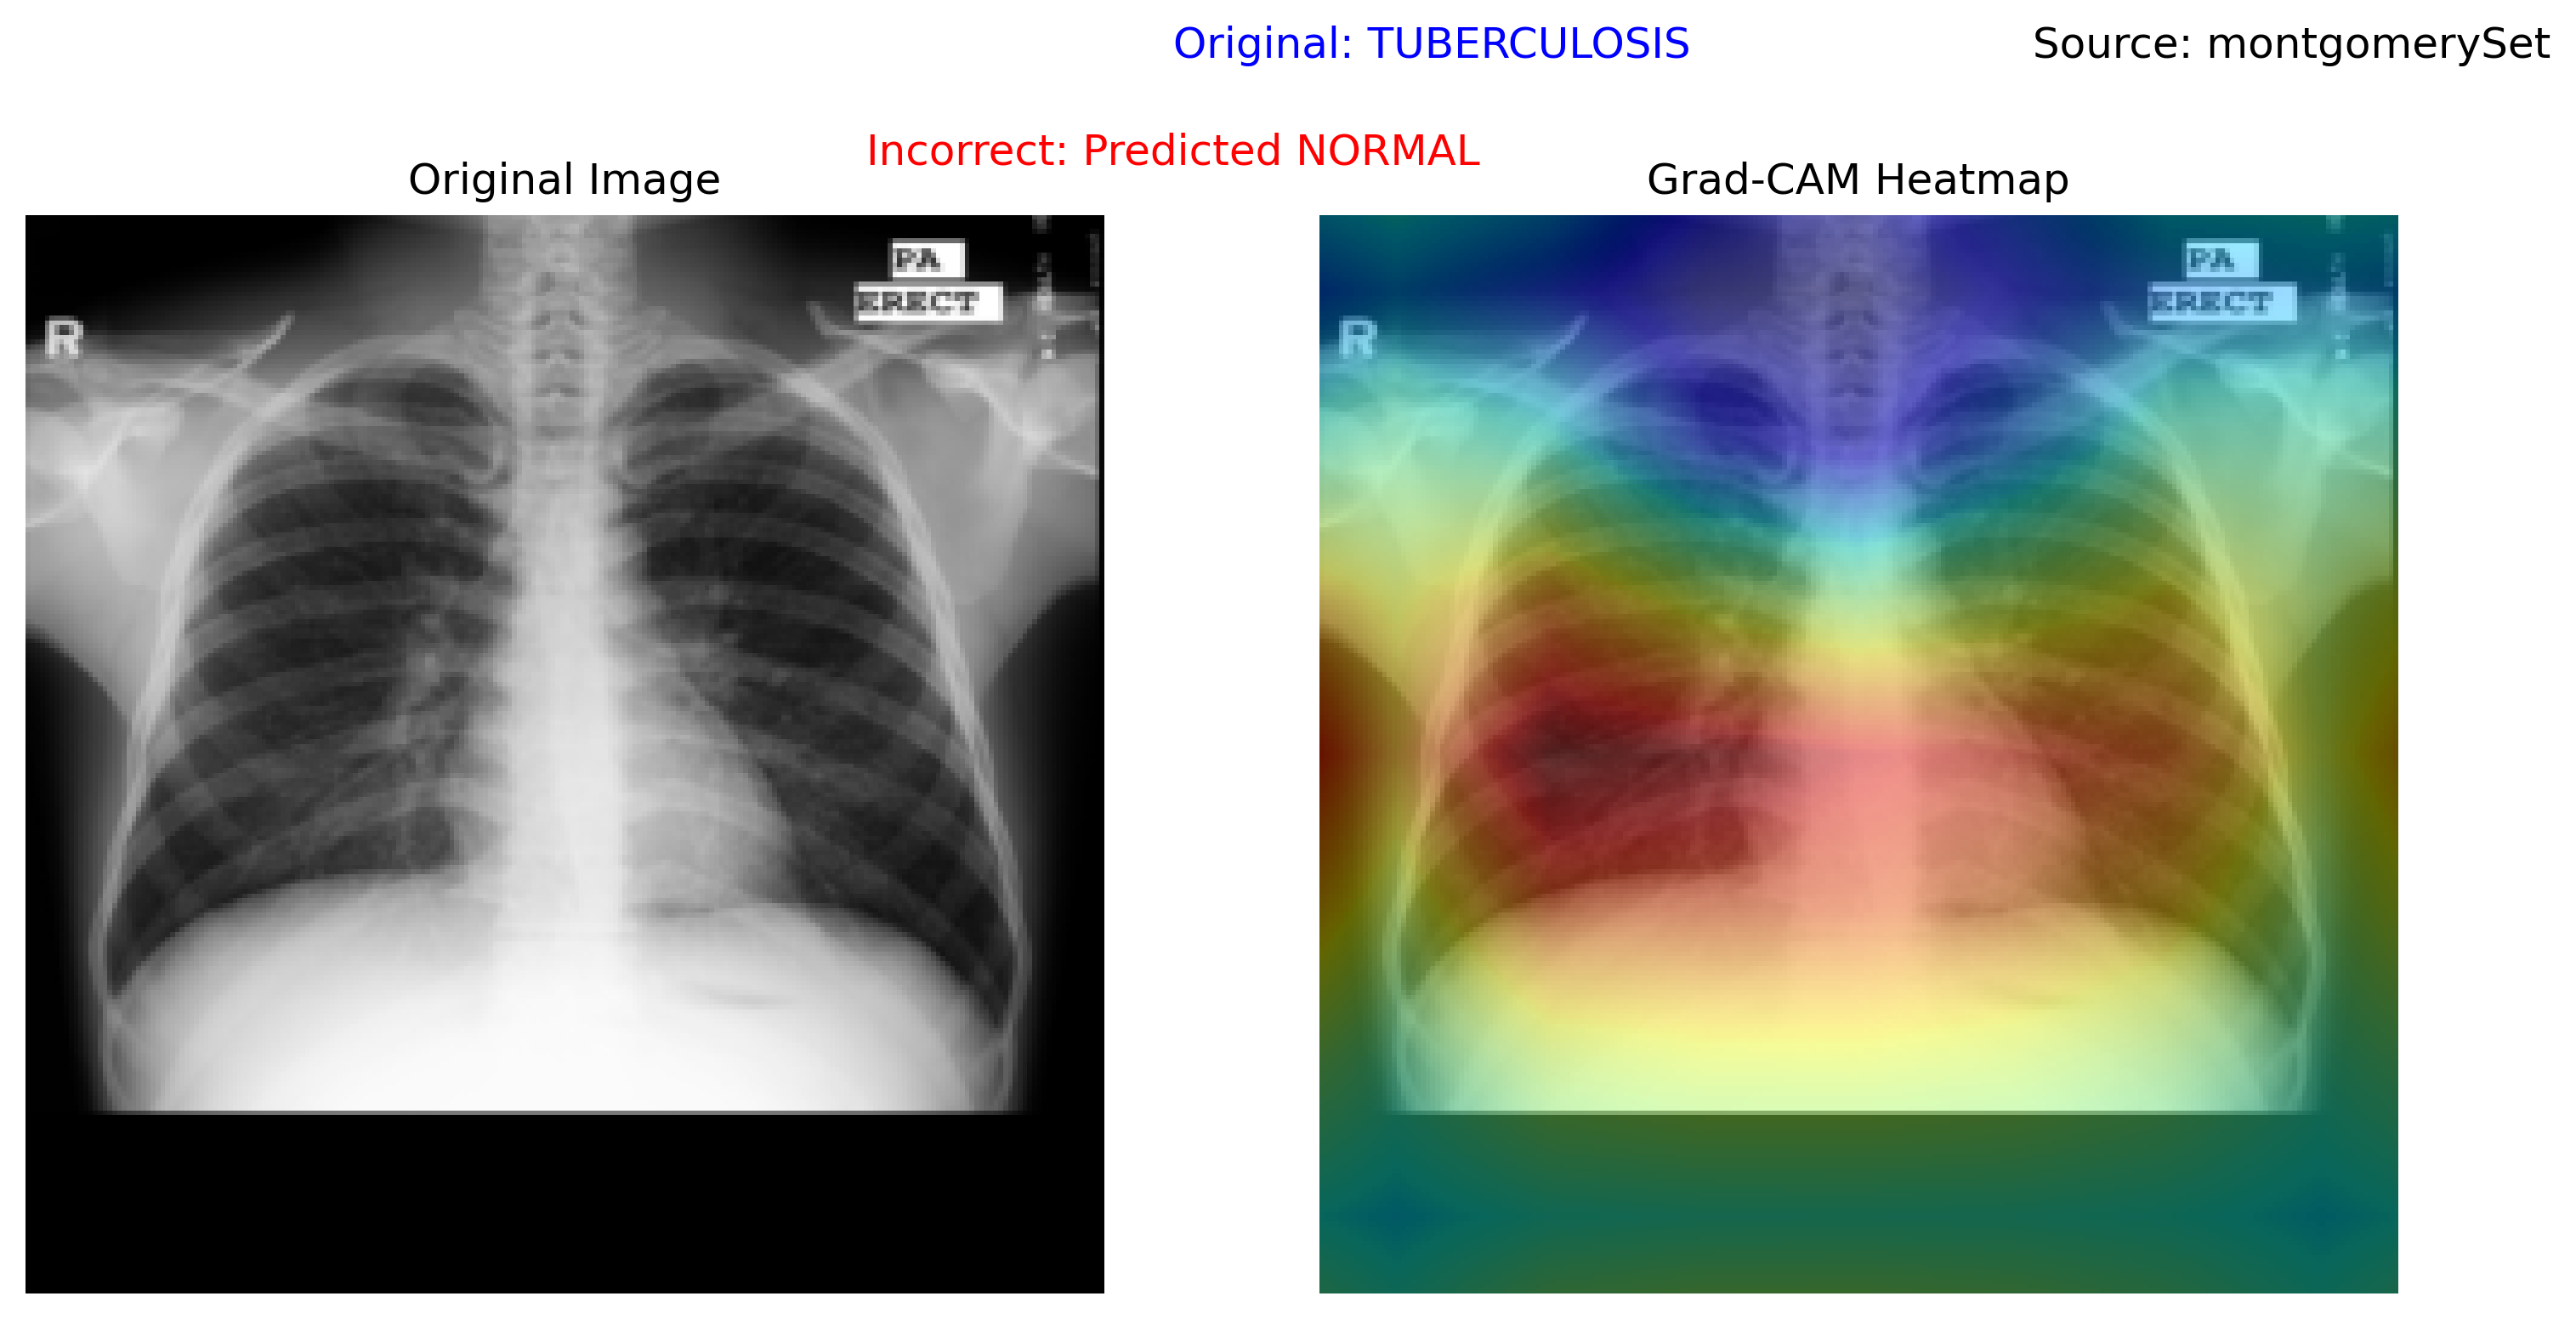 Original: TUBERCULOSIS
Source: montgomerySet
Incorrect: Predicted NORMAL
Original Image
Grad-CAM Heatmap
PA
ERECT
R
PA
ERECT
R